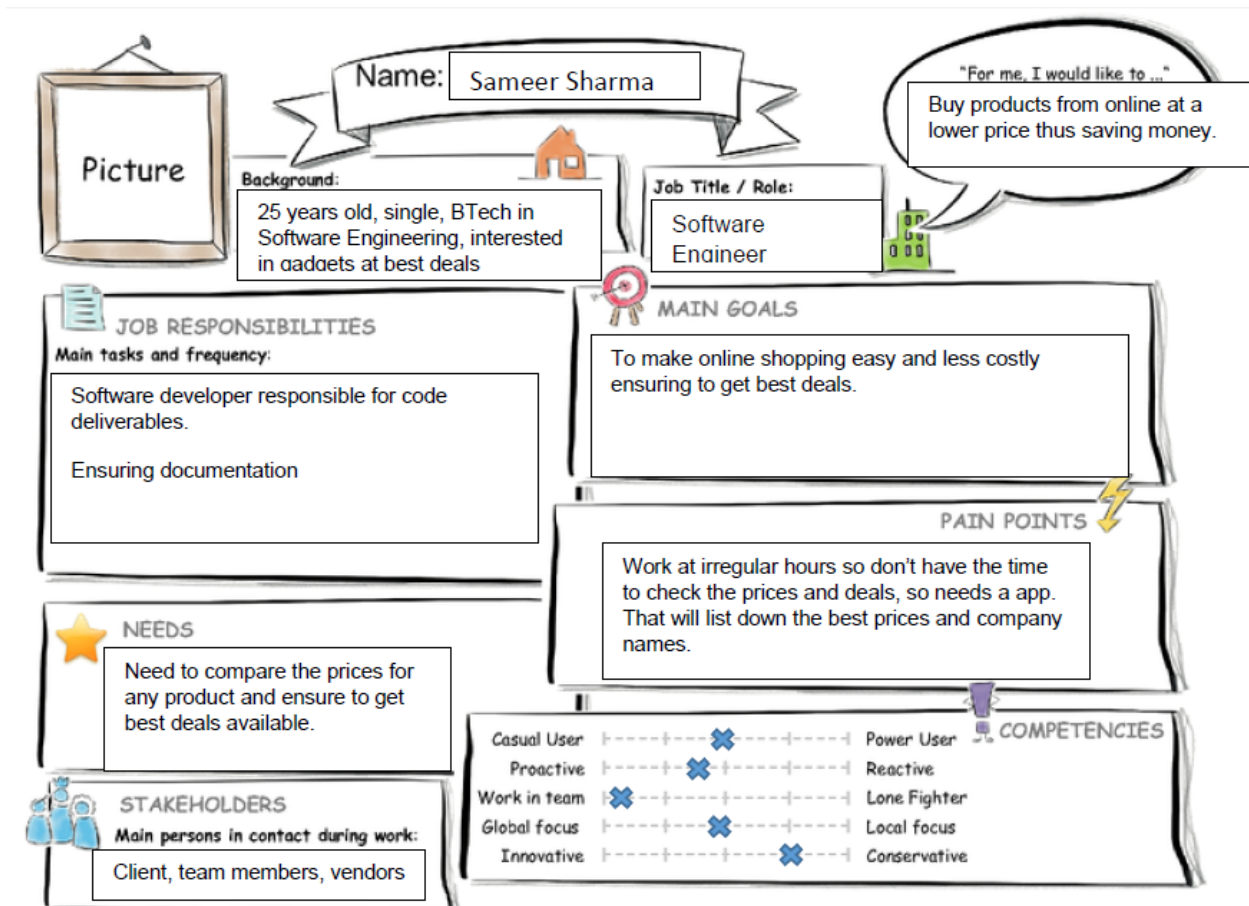 Name: Sameer Sharma
"For me, I would like to ..."
Buy products from online at a
lower price thus saving money.
Picture
Background:
25 years old, single, BTech in
Software Engineering, interested
in gadgets at best deals
Job Title / Role:
Software
Engineer
JOB RESPONSIBILITIES
Main tasks and frequency:
Software developer responsible for code
deliverables.
Ensuring documentation
MAIN GOALS
To make online shopping easy and less costly
ensuring to get best deals.
PAIN POINTS
Work at irregular hours so don't have the time
to check the prices and deals, so needs a app.
That will list down the best prices and company
names.
NEEDS
Need to compare the prices for
any product and ensure to get
best deals available.
STAKEHOLDERS
Main persons in contact during work:
Client, team members, vendors
COMPETENCIES
Casual User Power User
Proactive Reactive
Work in team Lone Fighter
Global focus Local focus
Innovative Conservative